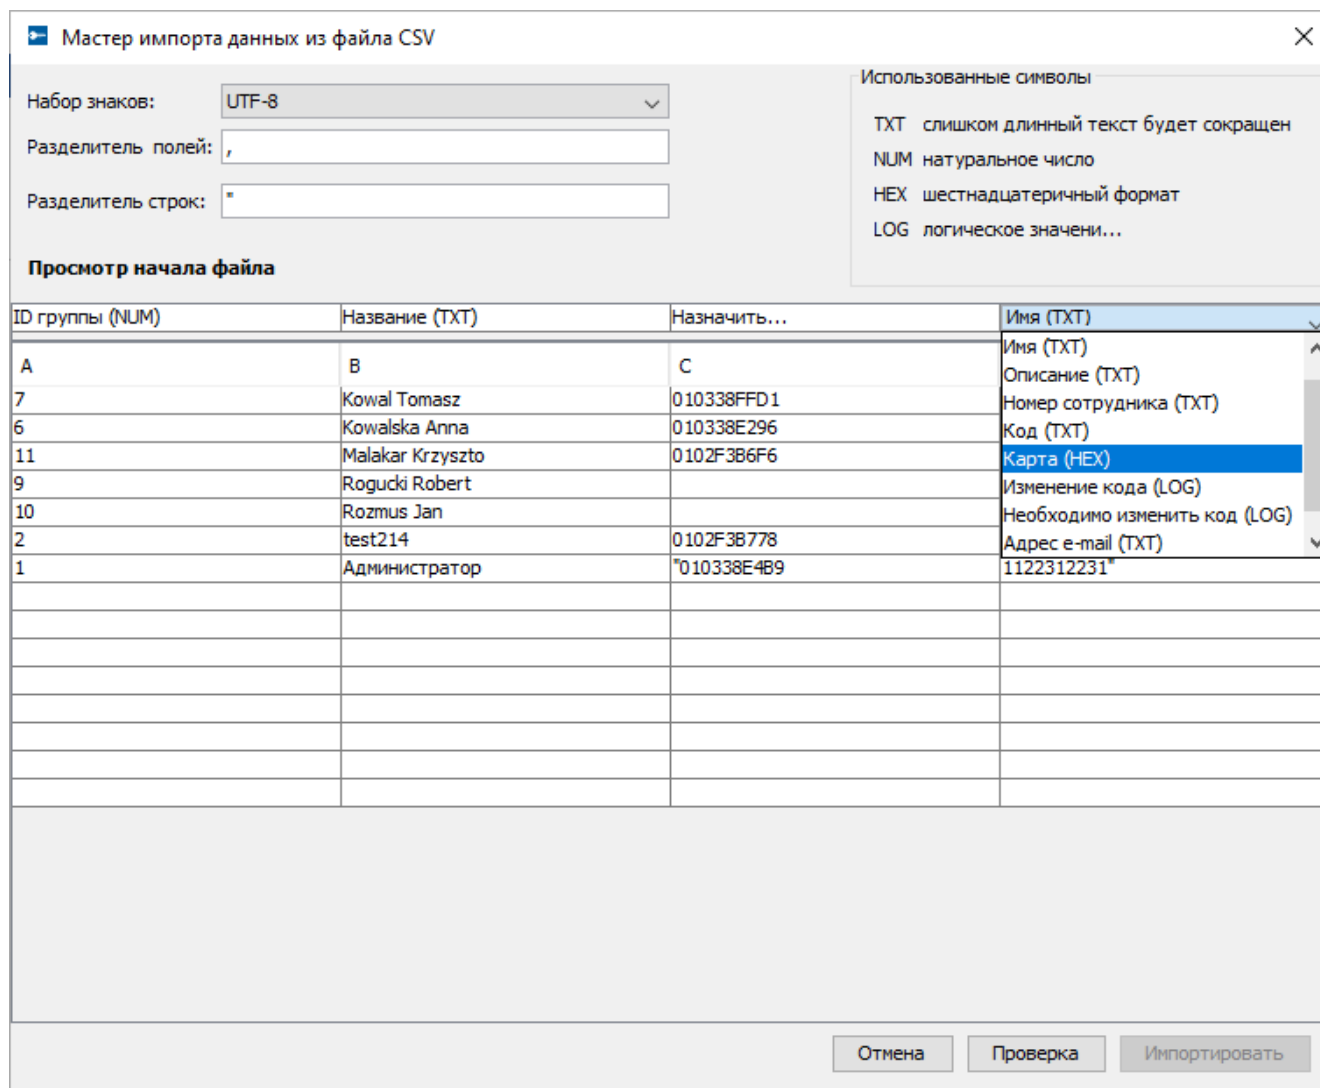 Мастер импорта данных из файла CSV
Набор знаков: UTF-8
Разделитель полей: ,
Разделитель строк: "
Использованные символы
TXT слишком длинный текст будет сокращен
NUM натуральное число
HEX шестнадцатеричный формат
LOG логическое значени...
Просмотр начала файла
ID группы (NUM) Название (TXT) Назначить... Имя (TXT)
A B C
Имя (TXT)
Описание (TXT)
Номер сотрудника (TXT)
Код (TXT)
Карта (HEX)
Изменение кода (LOG)
Необходимо изменить код (LOG)
Адрес e-mail (TXT)
7 Kowal Tomasz 010338FFD1
6 Kowalska Anna 010338E296
11 Malakar Krzyszto 0102F3B6F6
9 Rogucki Robert
10 Rozmus Jan
2 test214 0102F3B778
1 Администратор "010338E4B9 1122312231"
Отмена Проверка Импортировать